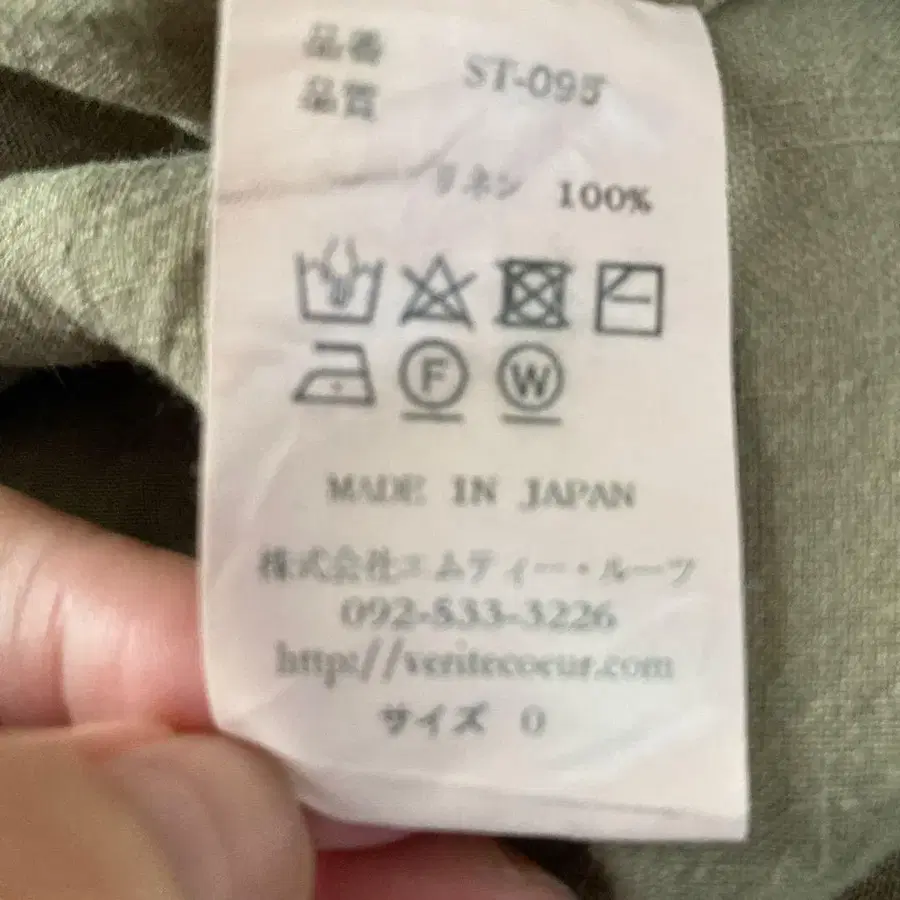 品番 ST-095
品質
リネン 100%
F W
MADE IN JAPAN
株式会社エムティー・ルーツ
092-533-3226
http://veritecoeur.com
サイズ 0